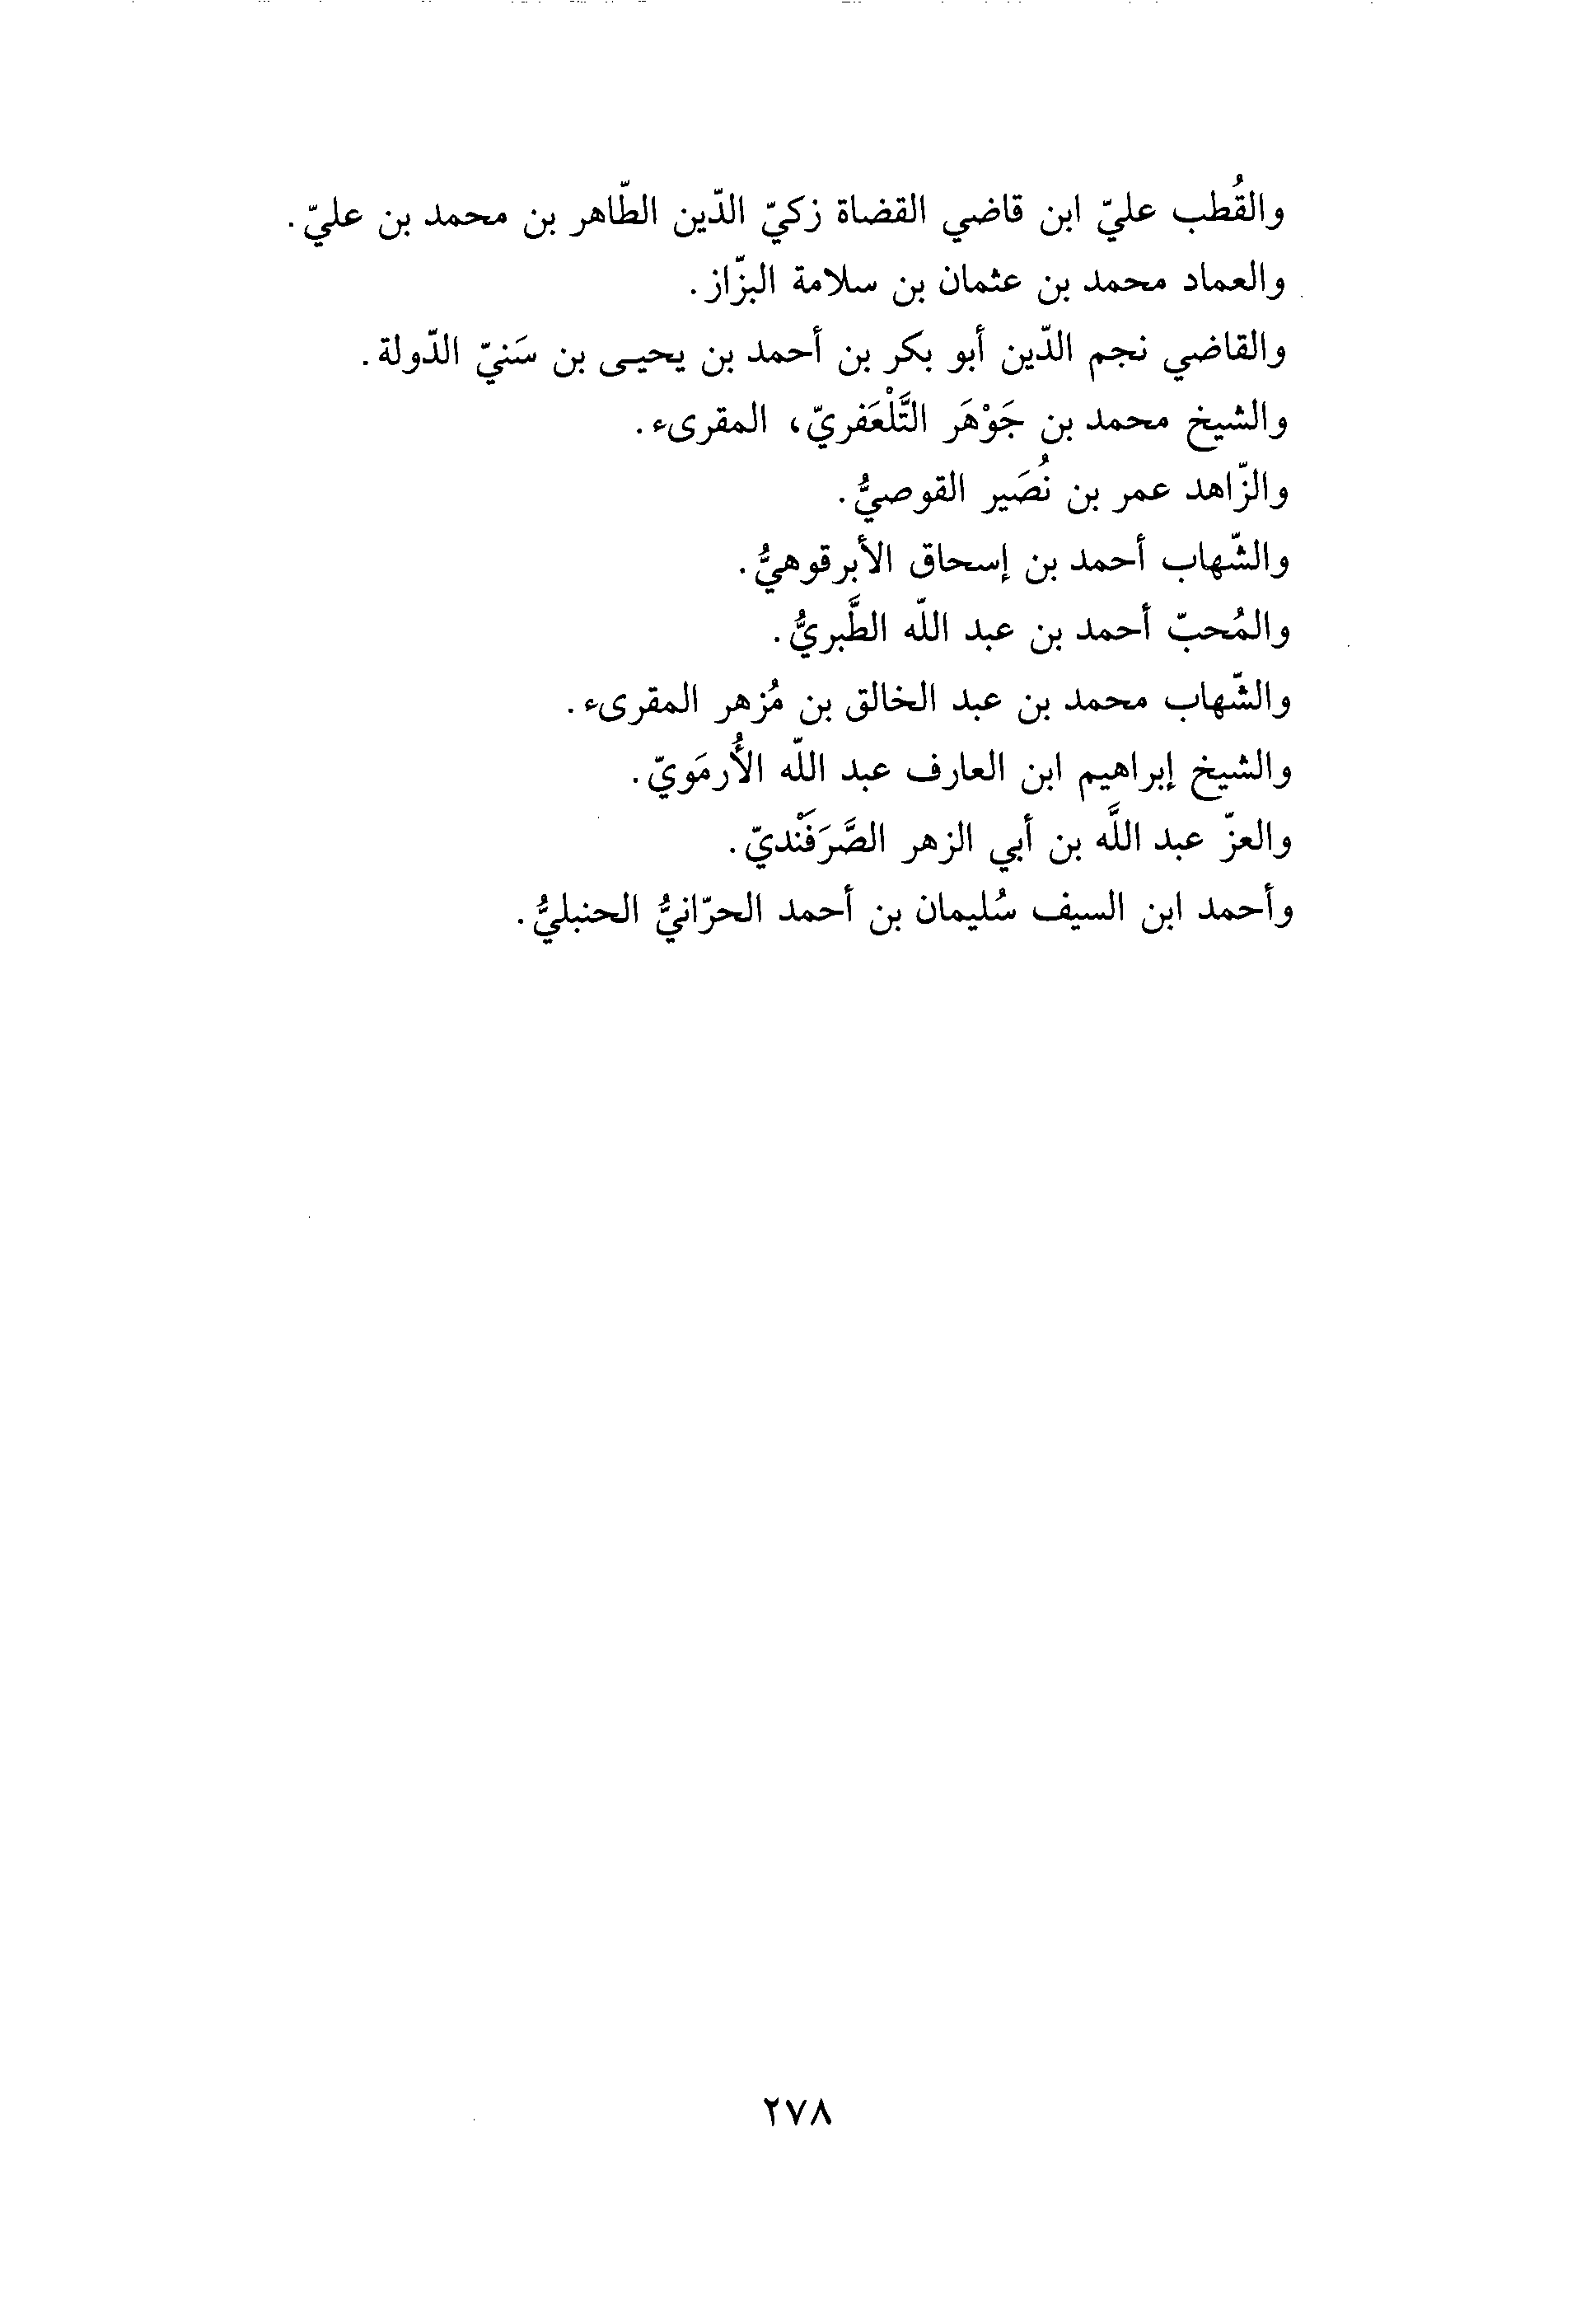 والقُطب عليّ ابن قاضي القضاة زكيّ الدّين الطّاهر بن محمد بن عليّ.
والعماد محمد بن عثمان بن سلامة البزّاز.
والقاضي نجم الدّين أبو بكر بن أحمد بن يحيى بن سَنيّ الدّولة.
والشيخ محمد بن جَوْهَر التَّلْعَفريّ، المقرىء.
والزّاهد عمر بن نُصَير القوصيُّ.
والشّهاب أحمد بن إسحاق الأبرقوهيُّ.
والمُحبّ أحمد بن عبد اللّه الطَّبريُّ.
والشّهاب محمد بن عبد الخالق بن مُزهر المقرىء.
والشيخ إبراهيم ابن العارف عبد اللّه الأُرمَويّ.
والعزّ عبد اللَّه بن أبي الزهر الصَّرَفَنْديّ.
وأحمد ابن السيف سُليمان بن أحمد الحرّانيُّ الحنبليُّ.
٢٧٨